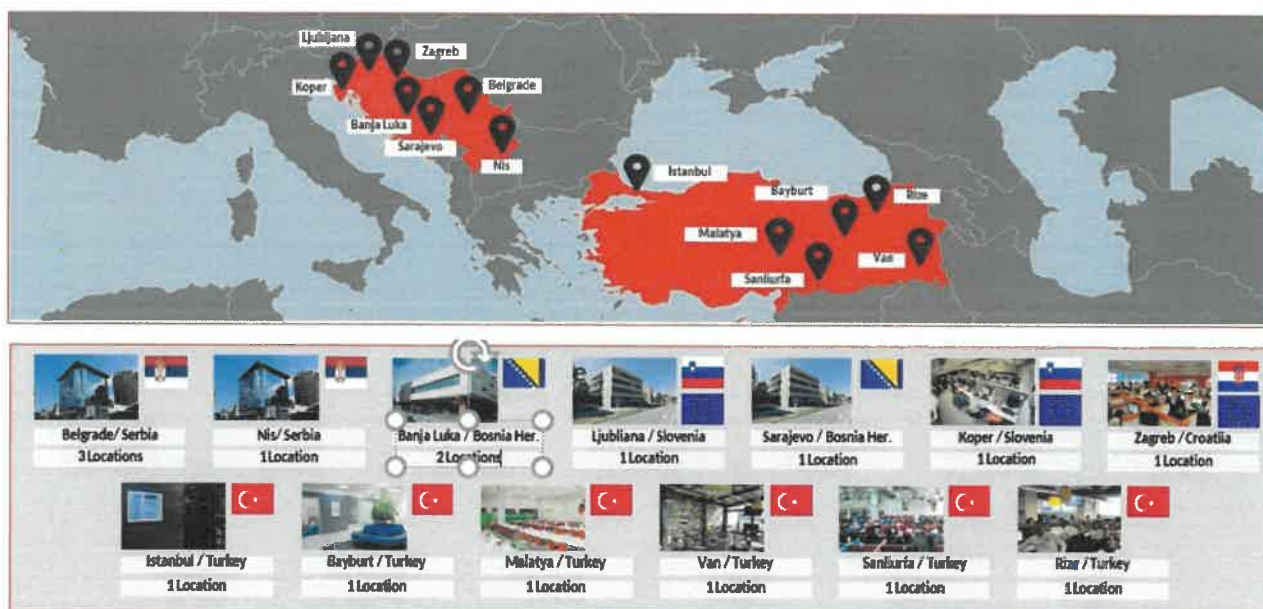 Ljubljana
Zagreb
Koper
Belgrade
Banja Luka
Sarajevo
Nis
Istanbul
Bayburt
Rize
Malatya
Van
Sanliurfa
Belgrade/ Serbia
3 Locations
Nis/ Serbia
1 Location
Banja Luka / Bosnia Her.
2 Locations
Ljubliana / Slovenia
1 Location
Sarajevo / Bosnia Her.
1 Location
Koper / Slovenia
1 Location
Zagreb / Croatia
1 Location
Istanbul / Turkey
1 Location
Bayburt / Turkey
1 Location
Malatya / Turkey
1 Location
Van / Turkey
1 Location
Sanliurfa / Turkey
1 Location
Rize / Turkey
1 Location